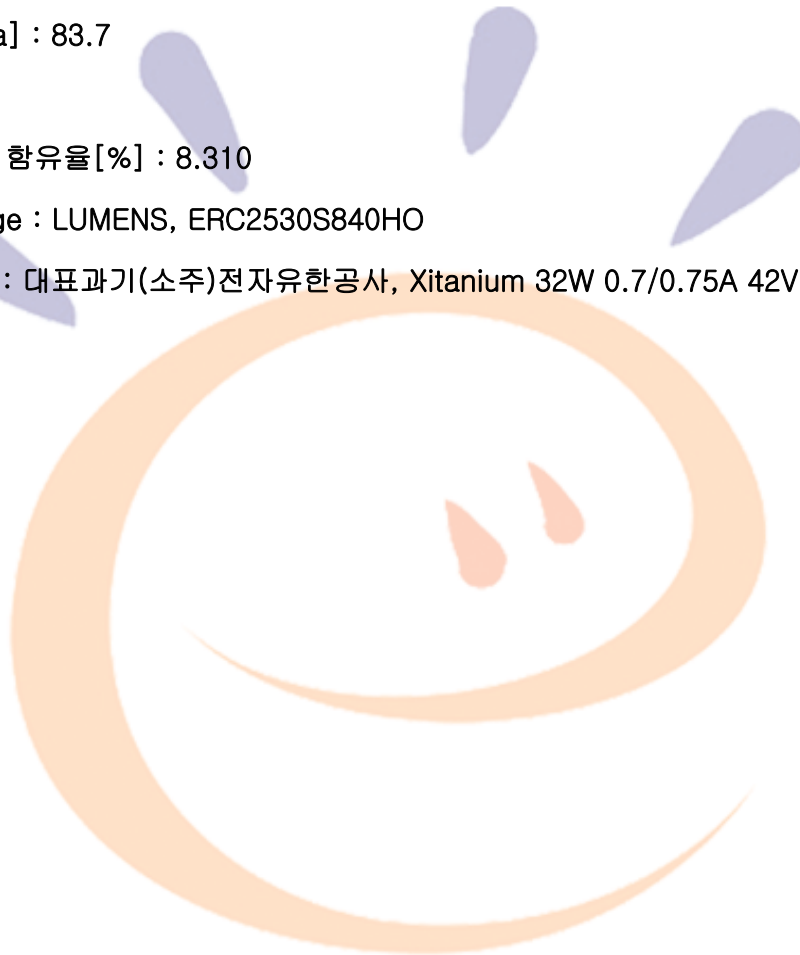 a] : 83.7
함유율[%] : 8.310
ge : LUMENS, ERC2530S840HO
: 대표과기(소주)전자유한공사, Xitanium 32W 0.7/0.75A 42V